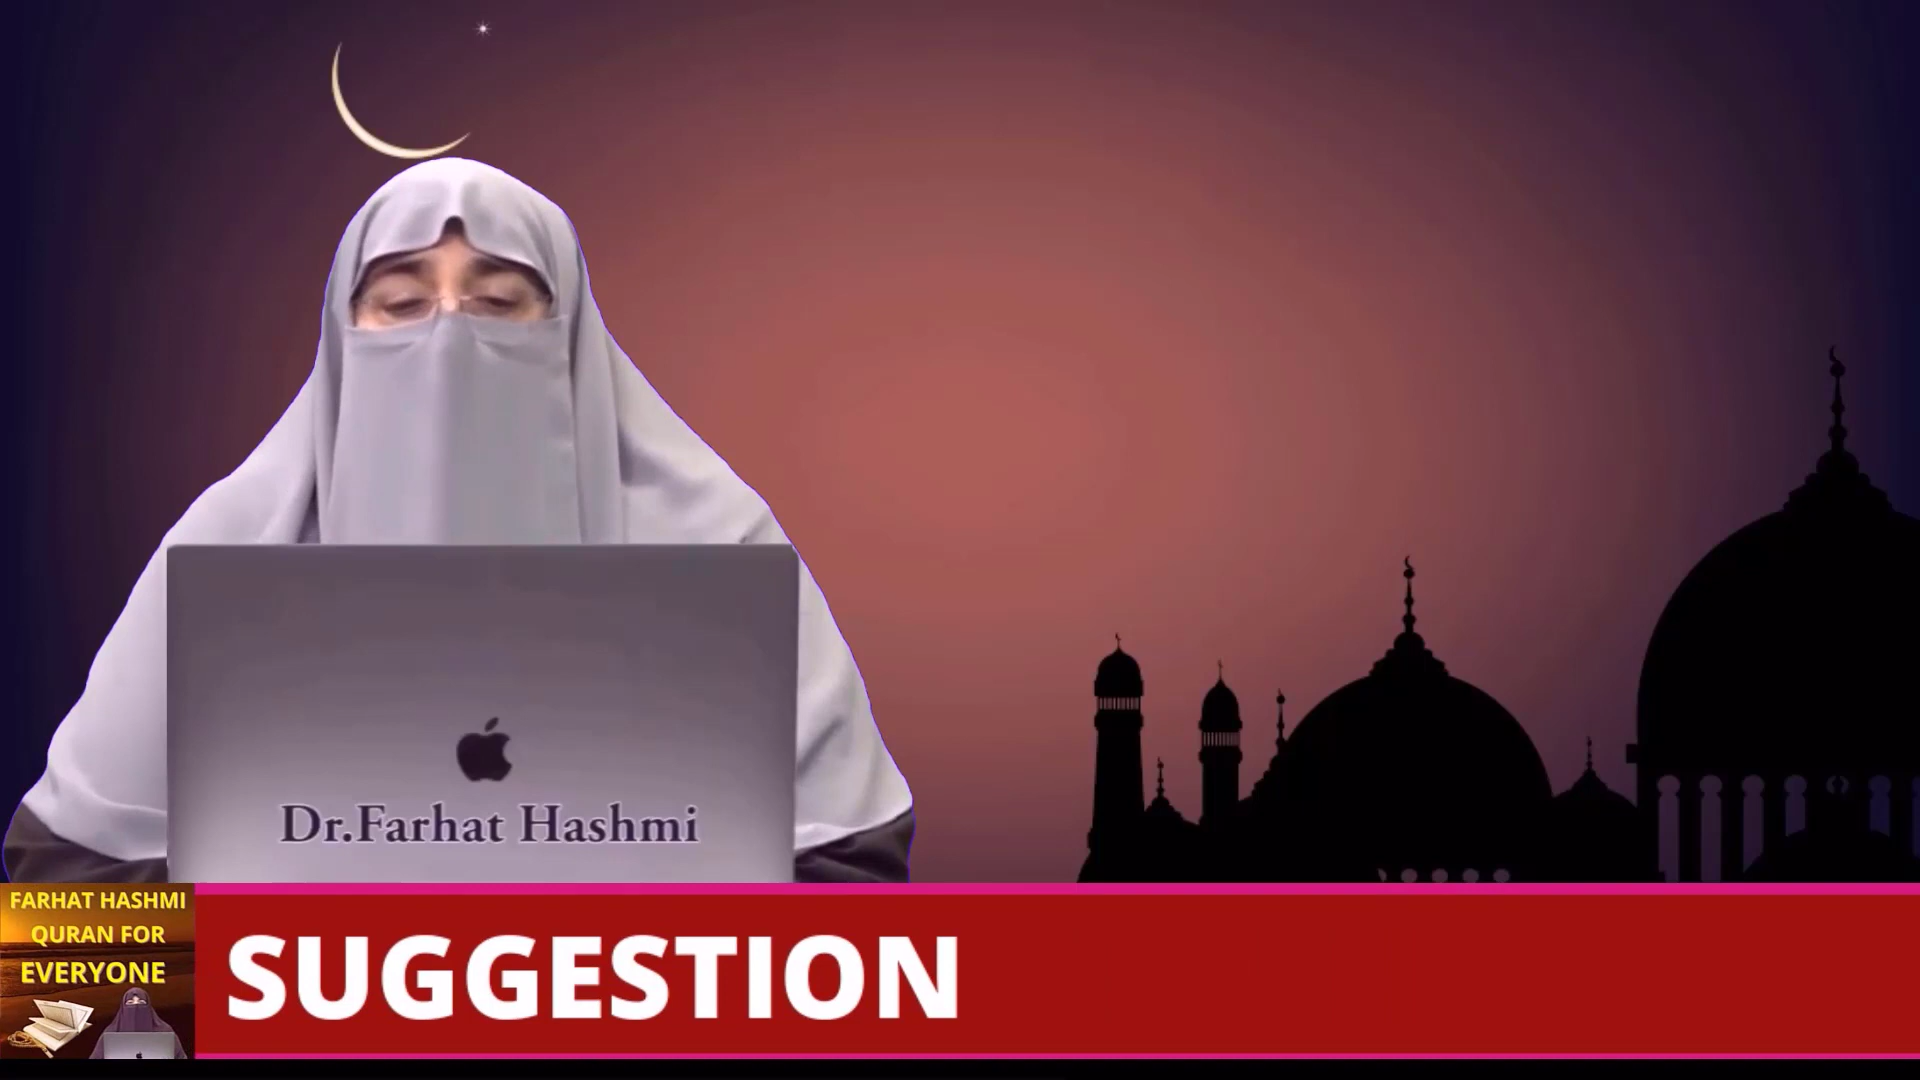 Dr.Farhat Hashmi
FARHAT HASHMI
QURAN FOR
EVERYONE
SUGGESTION